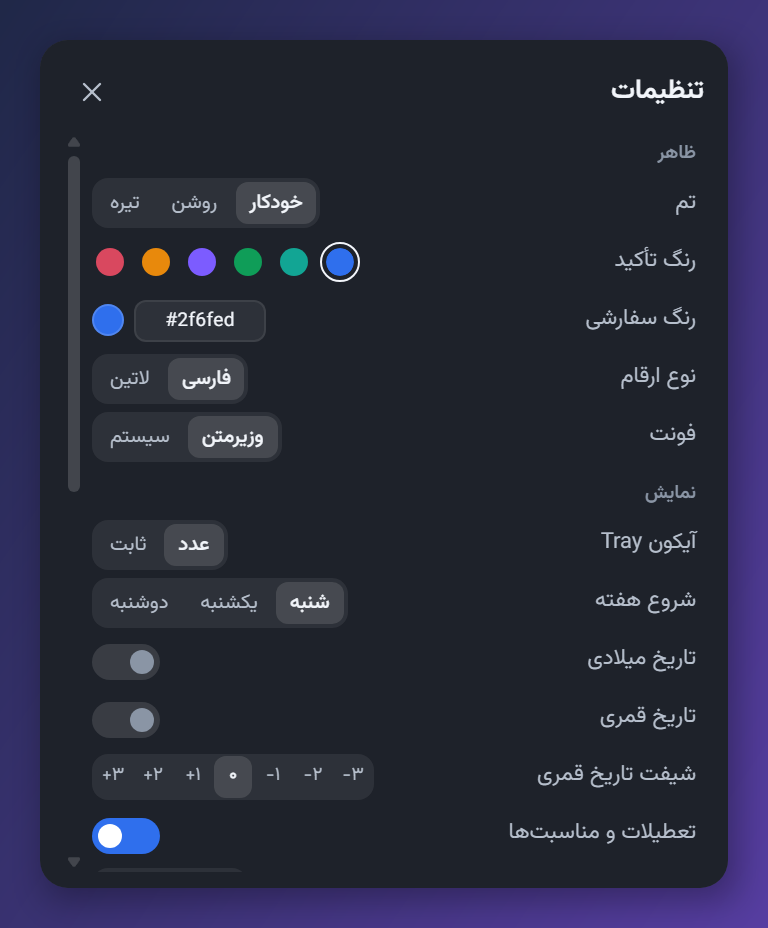 تنظیمات
ظاهر
تم خودکار روشن تیره
رنگ تأکید
رنگ سفارشی #2f6fed
نوع ارقام فارسی لاتین
فونت وزیرمتن سیستم
نمایش
آیکون Tray عدد ثابت
شروع هفته شنبه یکشنبه دوشنبه
تاریخ میلادی
تاریخ قمری
شیفت تاریخ قمری -۳ -۲ -۱ ۰ +۱ +۲ +۳
تعطیلات و مناسبت‌ها